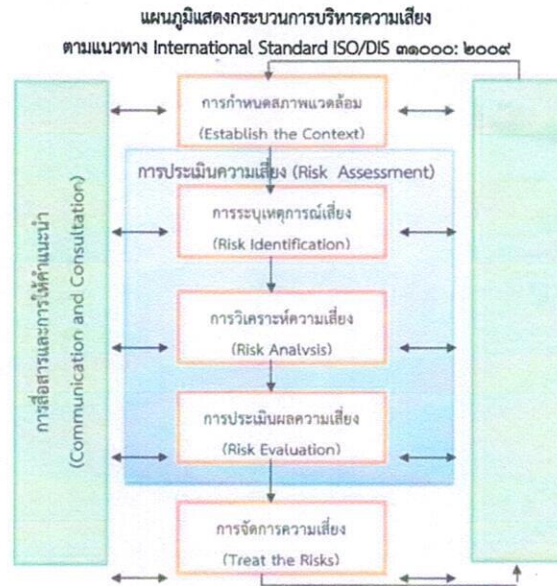 แผนภูมิแสดงกระบวนการบริหารความเสี่ยง
ตามแนวทาง International Standard ISO/DIS ๓๑๐๐๐: ๒๐๐๙
การกำหนดสภาพแวดล้อม
(Establish the Context)
การประเมินความเสี่ยง (Risk Assessment)
การระบุเหตุการณ์เสี่ยง
(Risk Identification)
การวิเคราะห์ความเสี่ยง
(Risk Analysis)
การประเมินผลความเสี่ยง
(Risk Evaluation)
การจัดการความเสี่ยง
(Treat the Risks)
การสื่อสารและการให้คำแนะนำ
(Communication and Consultation)